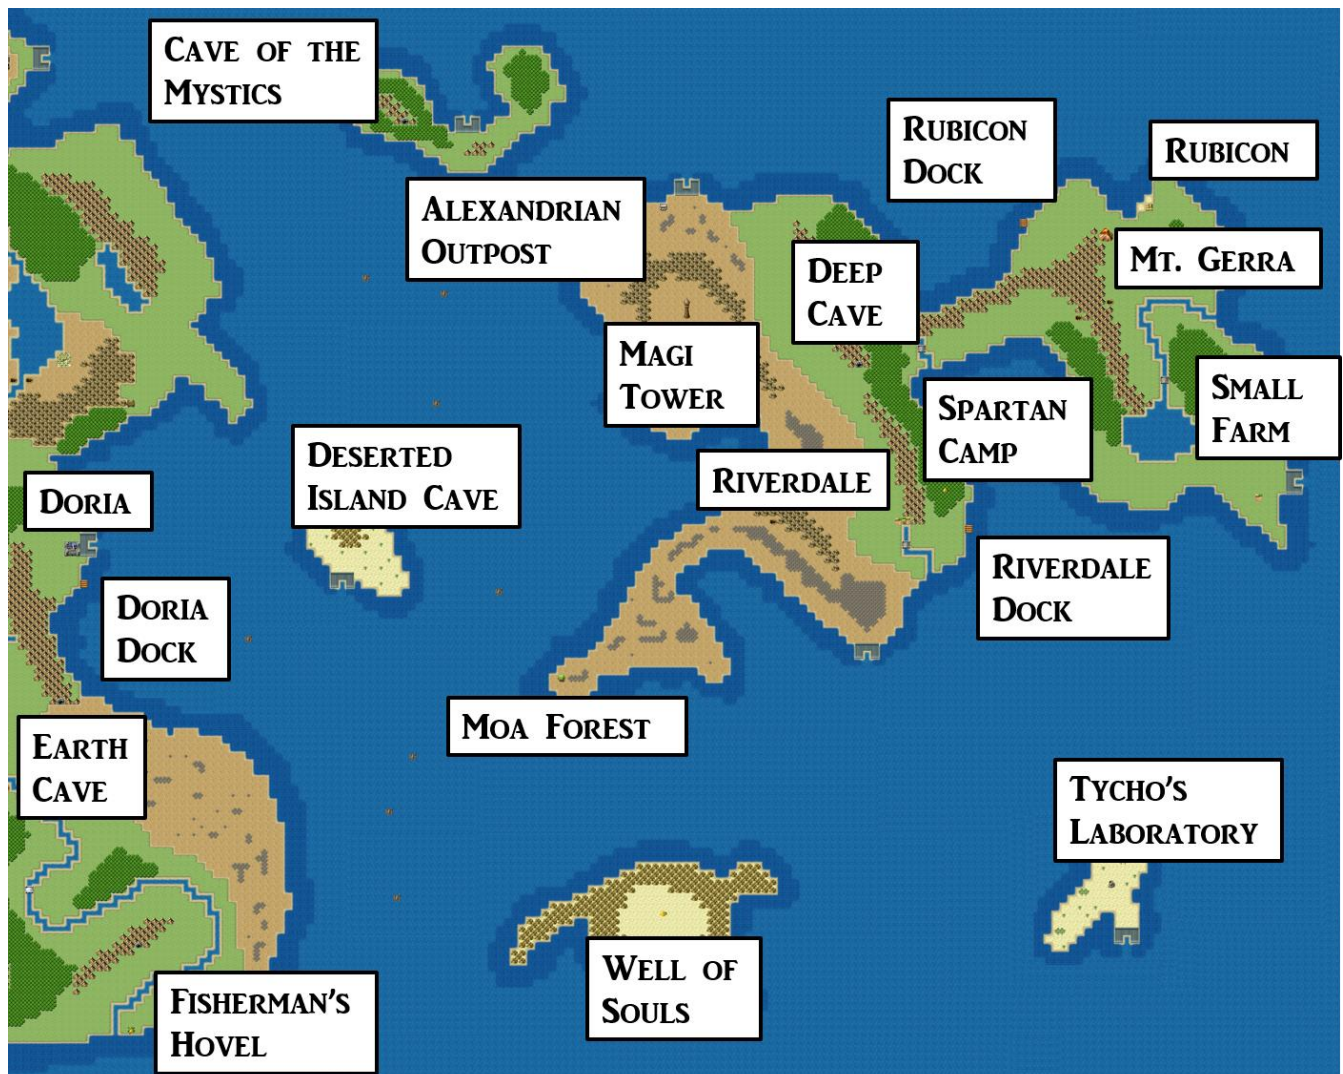 Cave of the
Mystics
Rubicon
Dock
Rubicon
Alexandrian
Outpost
Mt. Gerra
Deep
Cave
Magi
Tower
Small
Farm
Spartan
Camp
Deserted
Island Cave
Riverdale
Doria
Riverdale
Dock
Doria
Dock
Moa Forest
Earth
Cave
Tycho's
Laboratory
Well of
Souls
Fisherman's
Hovel